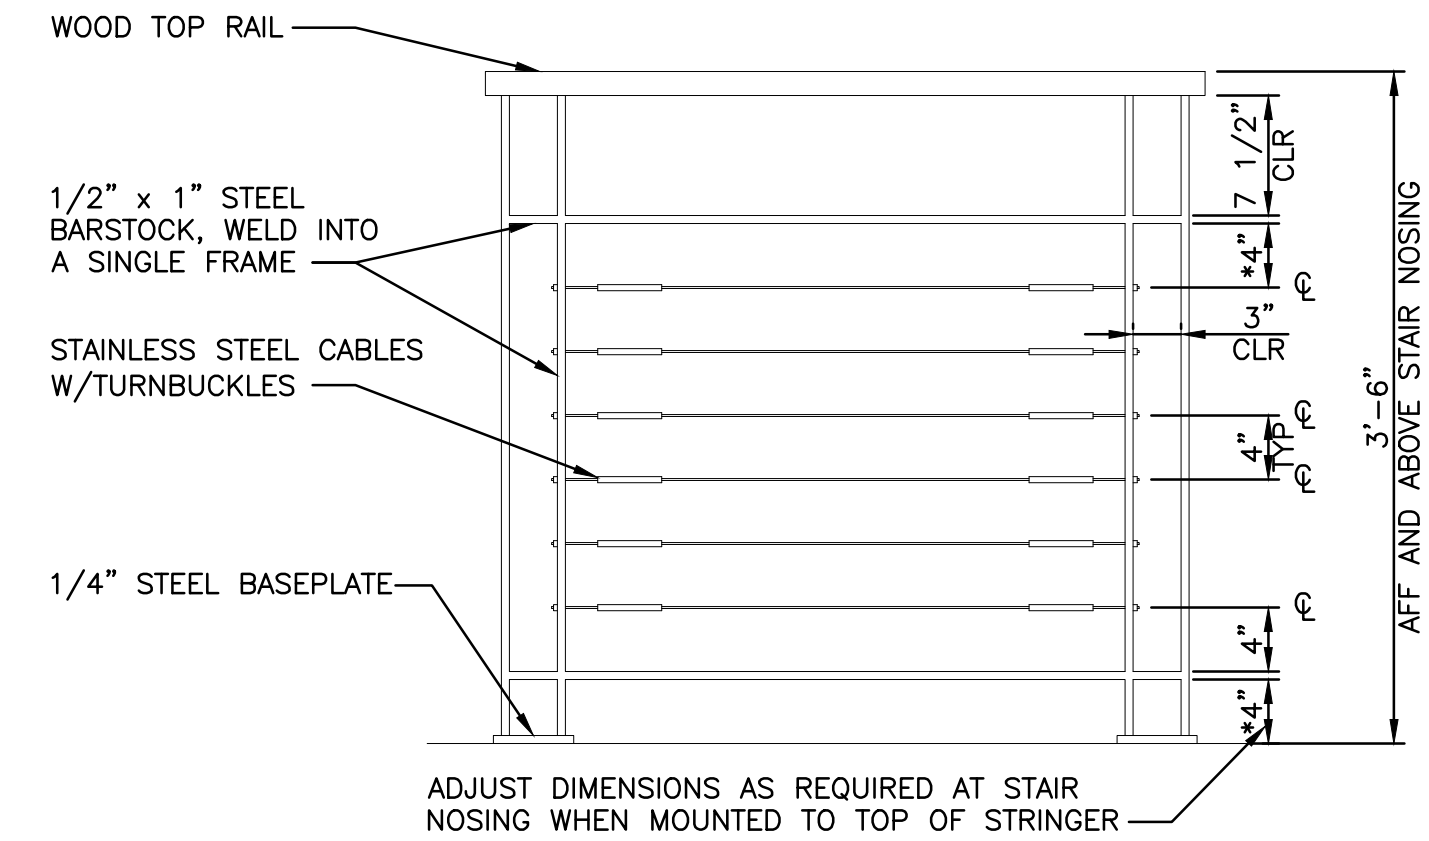 WOOD TOP RAIL
7 1/2"
CLR
1/2" x 1" STEEL
BARSTOCK, WELD INTO
A SINGLE FRAME
*4"
℄
3"
CLR
STAINLESS STEEL CABLES
W/TURNBUCKLES
3'-6"
AFF AND ABOVE STAIR NOSING
℄
4"
TYP
℄
1/4" STEEL BASEPLATE
℄
4"
*4"
ADJUST DIMENSIONS AS REQUIRED AT STAIR
NOSING WHEN MOUNTED TO TOP OF STRINGER